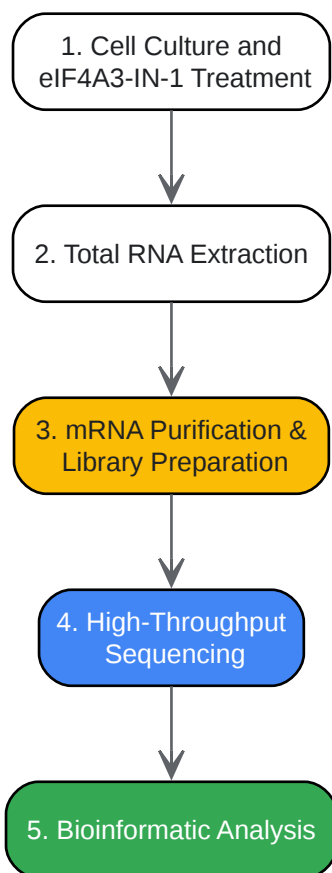 1. Cell Culture and
eIF4A3-IN-1 Treatment
2. Total RNA Extraction
3. mRNA Purification &
Library Preparation
4. High-Throughput
Sequencing
5. Bioinformatic Analysis